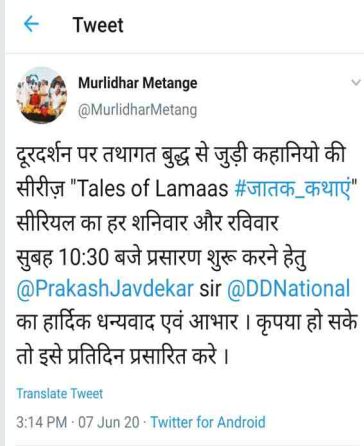 Tweet
Murlidhar Metange
@MurlidharMetang
दूरदर्शन पर तथागत बुद्ध से जुड़ी कहानियो की
सीरीज़ "Tales of Lamaas #जातक_कथाएं"
सीरियल का हर शनिवार और रविवार
सुबह 10:30 बजे प्रसारण शुरू करने हेतु
@PrakashJavdekar sir @DDNational
का हार्दिक धन्यवाद एवं आभार । कृपया हो सके
तो इसे प्रतिदिन प्रसारित करे ।
Translate Tweet
3:14 PM · 07 Jun 20 · Twitter for Android